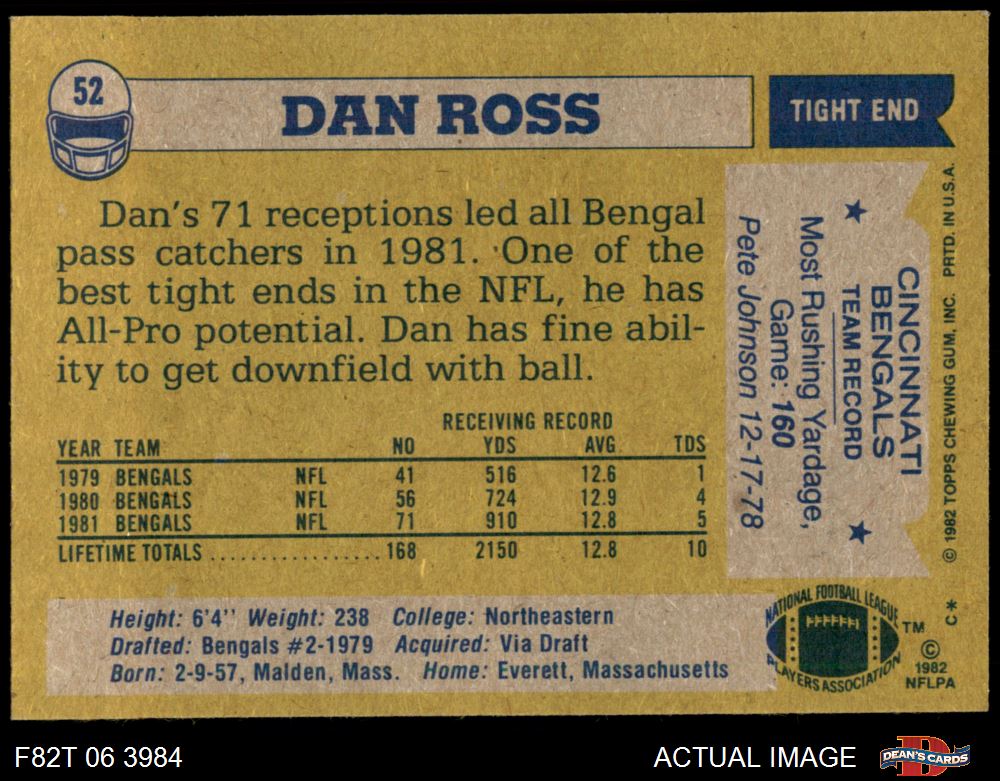 52
DAN ROSS
TIGHT END
Dan's 71 receptions led all Bengal
pass catchers in 1981. One of the
best tight ends in the NFL, he has
All-Pro potential. Dan has fine abil-
ity to get downfield with ball.
RECEIVING RECORD
YEAR TEAM NO YDS AVG TDS
1979 BENGALS NFL 41 516 12.6 1
1980 BENGALS NFL 56 724 12.9 4
1981 BENGALS NFL 71 910 12.8 5
LIFETIME TOTALS ................ 168 2150 12.8 10
Height: 6'4'' Weight: 238 College: Northeastern
Drafted: Bengals #2-1979 Acquired: Via Draft
Born: 2-9-57, Malden, Mass. Home: Everett, Massachusetts
CINCINNATI
BENGALS
TEAM RECORD
Most Rushing Yardage,
Game: 160
Pete Johnson 12-17-78
© 1982 TOPPS CHEWING GUM, INC. PRTD. IN U.S.A.
C*
NATIONAL FOOTBALL LEAGUE
PLAYERS ASSOCIATION
TM
©
1982
NFLPA
F82T 06 3984
ACTUAL IMAGE
DEAN'S CARDS